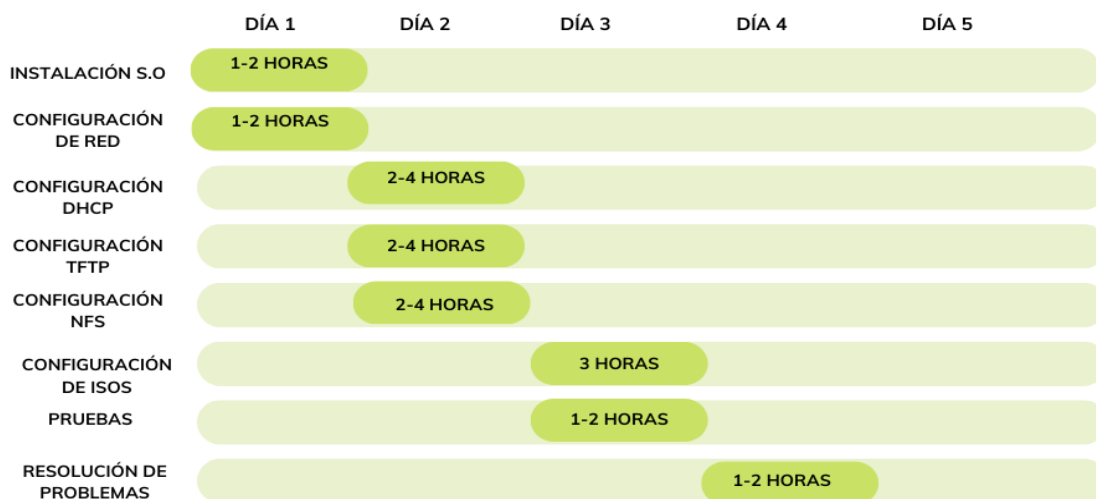 DÍA 1 DÍA 2 DÍA 3 DÍA 4 DÍA 5
INSTALACIÓN S.O 1-2 HORAS
CONFIGURACIÓN
DE RED
1-2 HORAS
CONFIGURACIÓN
DHCP
2-4 HORAS
CONFIGURACIÓN
TFTP
2-4 HORAS
CONFIGURACIÓN
NFS
2-4 HORAS
CONFIGURACIÓN
DE ISOS
3 HORAS
PRUEBAS 1-2 HORAS
RESOLUCIÓN DE
PROBLEMAS
1-2 HORAS